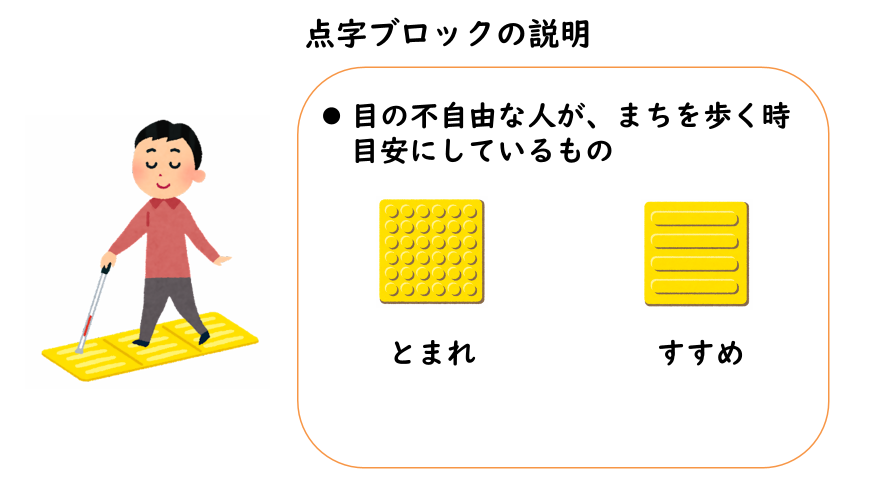 点字ブロックの説明
● 目の不自由な人が、まちを歩く時
目安にしているもの
とまれ
すすめ